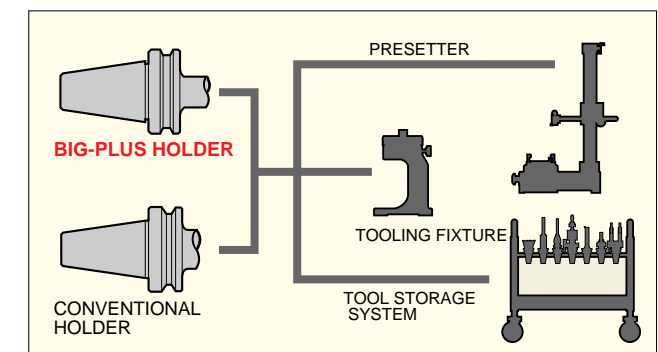 PRESETTER
BIG-PLUS HOLDER
TOOLING FIXTURE
CONVENTIONAL
HOLDER
TOOL STORAGE
SYSTEM